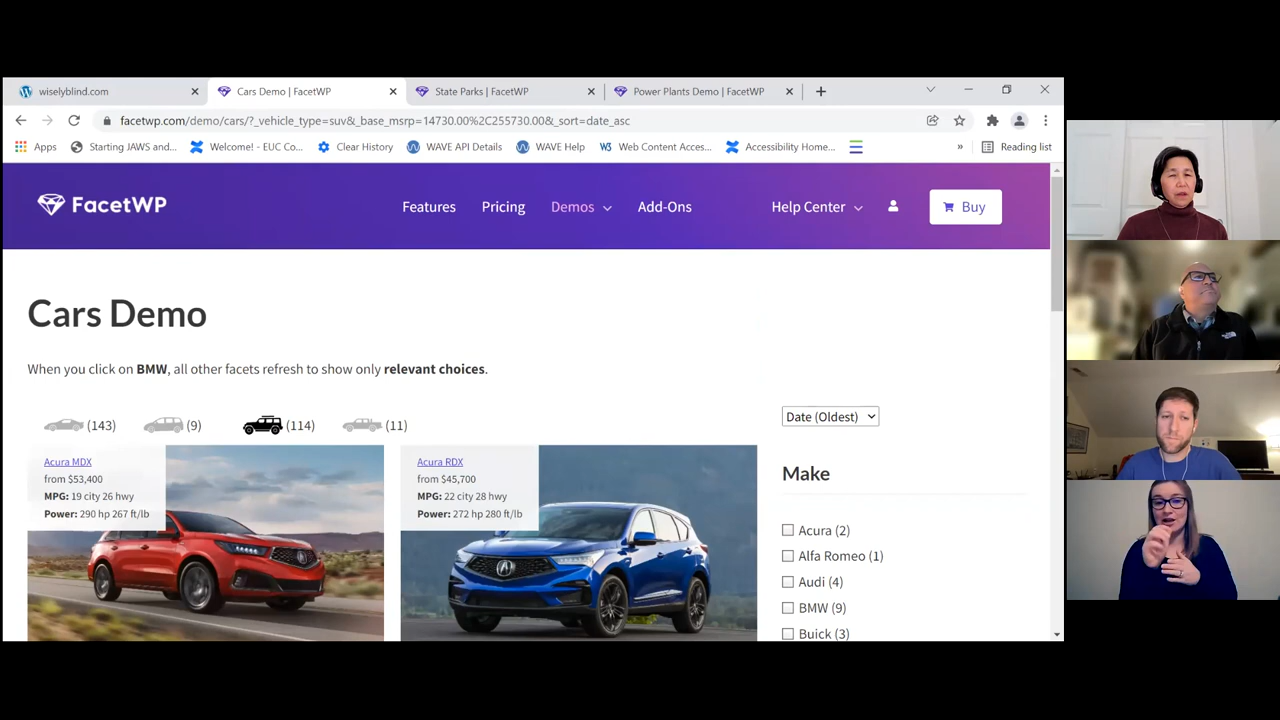 wiselyblind.com
Cars Demo | FacetWP
State Parks | FacetWP
Power Plants Demo | FacetWP
facetwp.com/demo/cars/?_vehicle_type=suv&_base_msrp=14730.00%2C255730.00&_sort=date_asc
Apps
Starting JAWS and...
Welcome! - EUC Co...
Clear History
WAVE API Details
WAVE Help
W3 Web Content Acces...
Accessibility Home...
»
Reading list
FacetWP
Features
Pricing
Demos
Add-Ons
Help Center
Buy
Cars Demo
When you click on BMW, all other facets refresh to show only relevant choices.
(143)
(9)
(114)
(11)
Date (Oldest)
Acura MDX
from $53,400
MPG: 19 city 26 hwy
Power: 290 hp 267 ft/lb
Acura RDX
from $45,700
MPG: 22 city 28 hwy
Power: 272 hp 280 ft/lb
Make
Acura (2)
Alfa Romeo (1)
Audi (4)
BMW (9)
Buick (3)